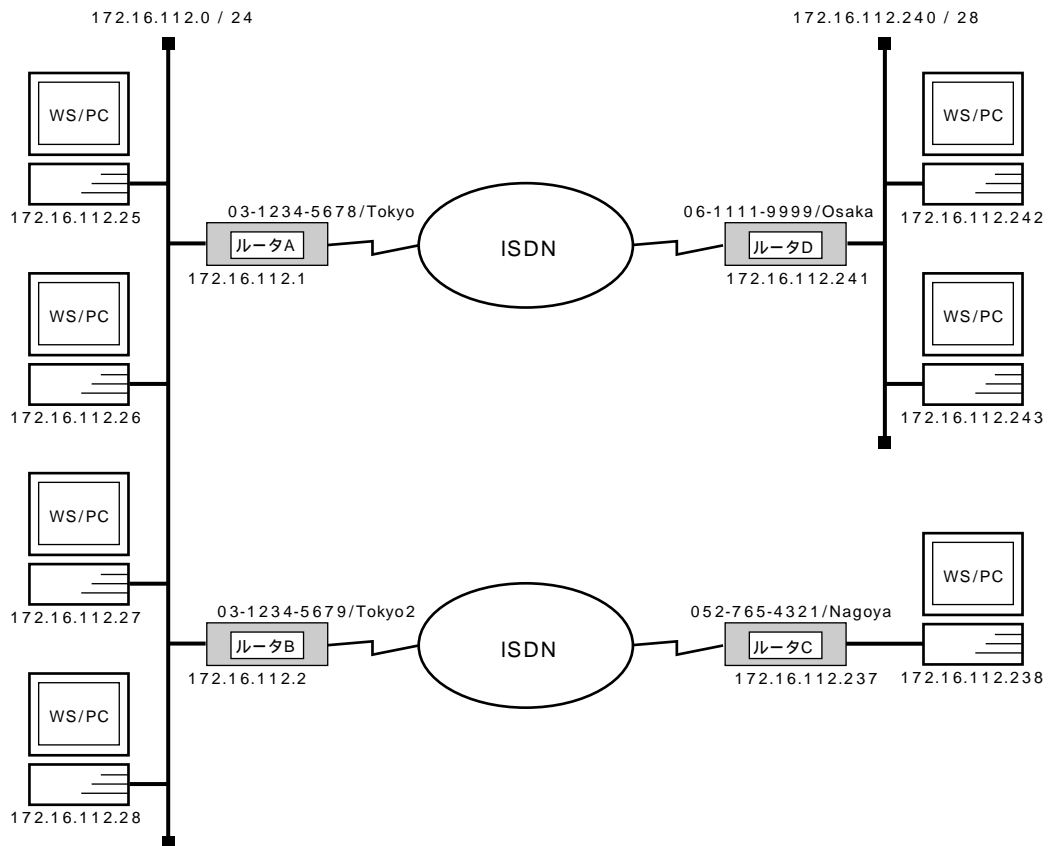 172.16.112.0 / 24
172.16.112.240 / 28
WS/PC
172.16.112.25
WS/PC
172.16.112.242
03-1234-5678/Tokyo
ルータA
172.16.112.1
ISDN
06-1111-9999/Osaka
ルータD
172.16.112.241
WS/PC
172.16.112.26
WS/PC
172.16.112.243
WS/PC
172.16.112.27
03-1234-5679/Tokyo2
ルータB
172.16.112.2
ISDN
052-765-4321/Nagoya
ルータC
172.16.112.237
WS/PC
172.16.112.238
WS/PC
172.16.112.28